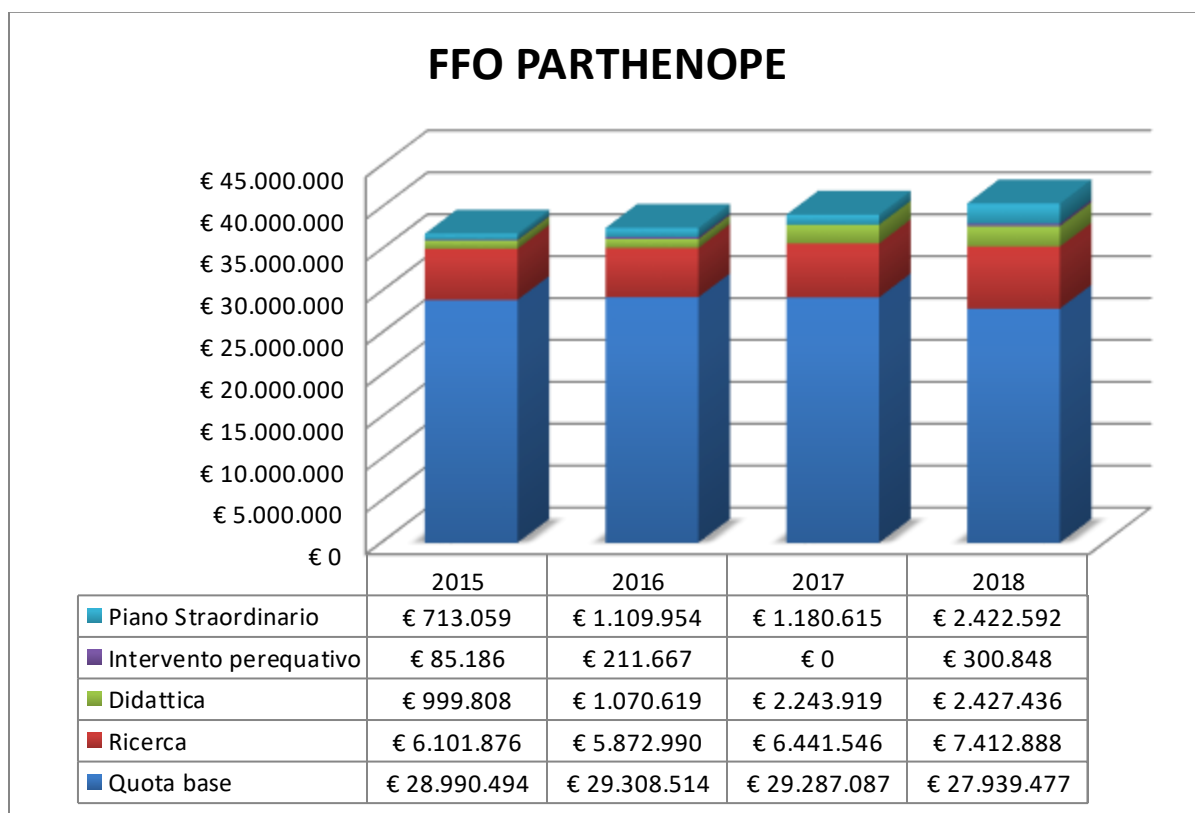 FFO PARTHENOPE
€ 45.000.000
€ 40.000.000
€ 35.000.000
€ 30.000.000
€ 25.000.000
€ 20.000.000
€ 15.000.000
€ 10.000.000
€ 5.000.000
€ 0
2015 2016 2017 2018
Piano Straordinario € 713.059 € 1.109.954 € 1.180.615 € 2.422.592
Intervento perequativo € 85.186 € 211.667 € 0 € 300.848
Didattica € 999.808 € 1.070.619 € 2.243.919 € 2.427.436
Ricerca € 6.101.876 € 5.872.990 € 6.441.546 € 7.412.888
Quota base € 28.990.494 € 29.308.514 € 29.287.087 € 27.939.477